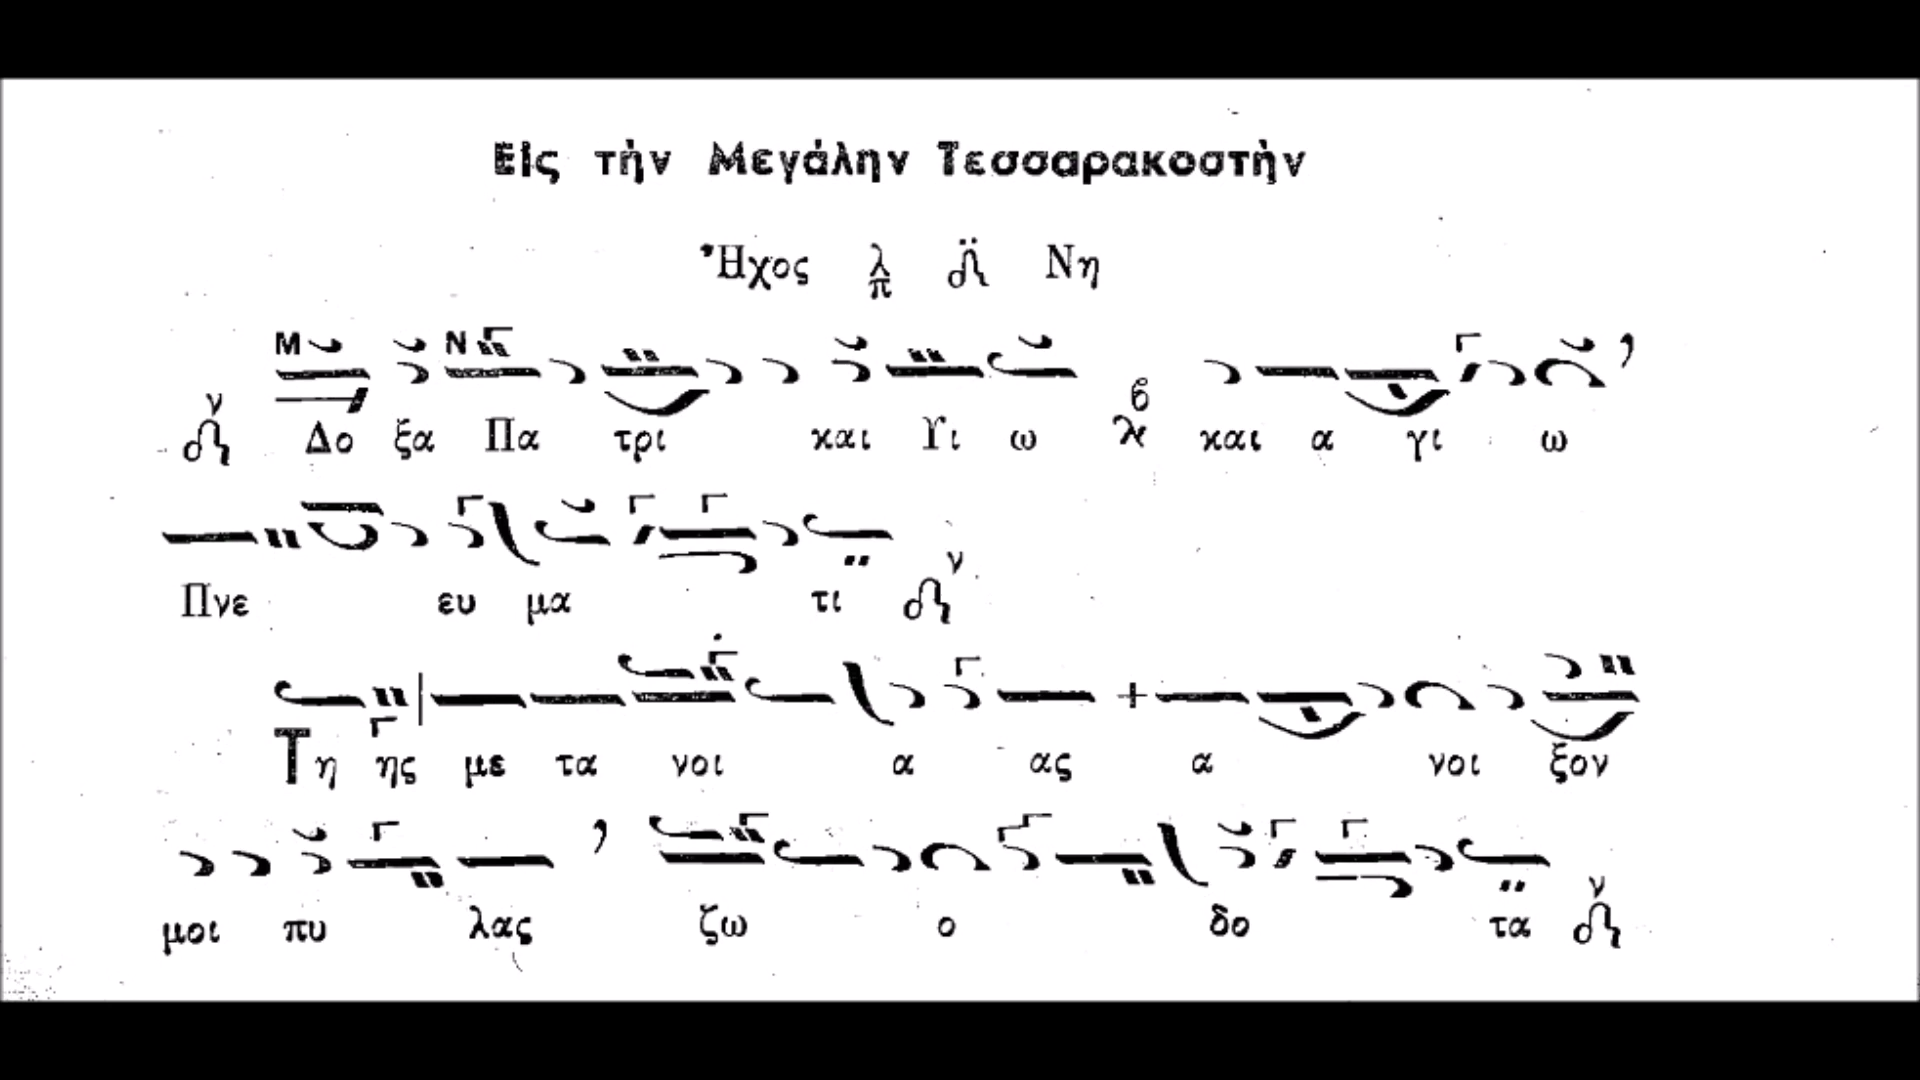 Εἰς τὴν Μεγάλην Τεσσαρακοστὴν
Ἦχος λ π Νη
Δο ξα Πα τρι και Υι ω και α γι ω
Πνε ευ μα τι
Τη ης με τα νοι α ας α νοι ξον
μοι πυ λας ζω ο δο τα